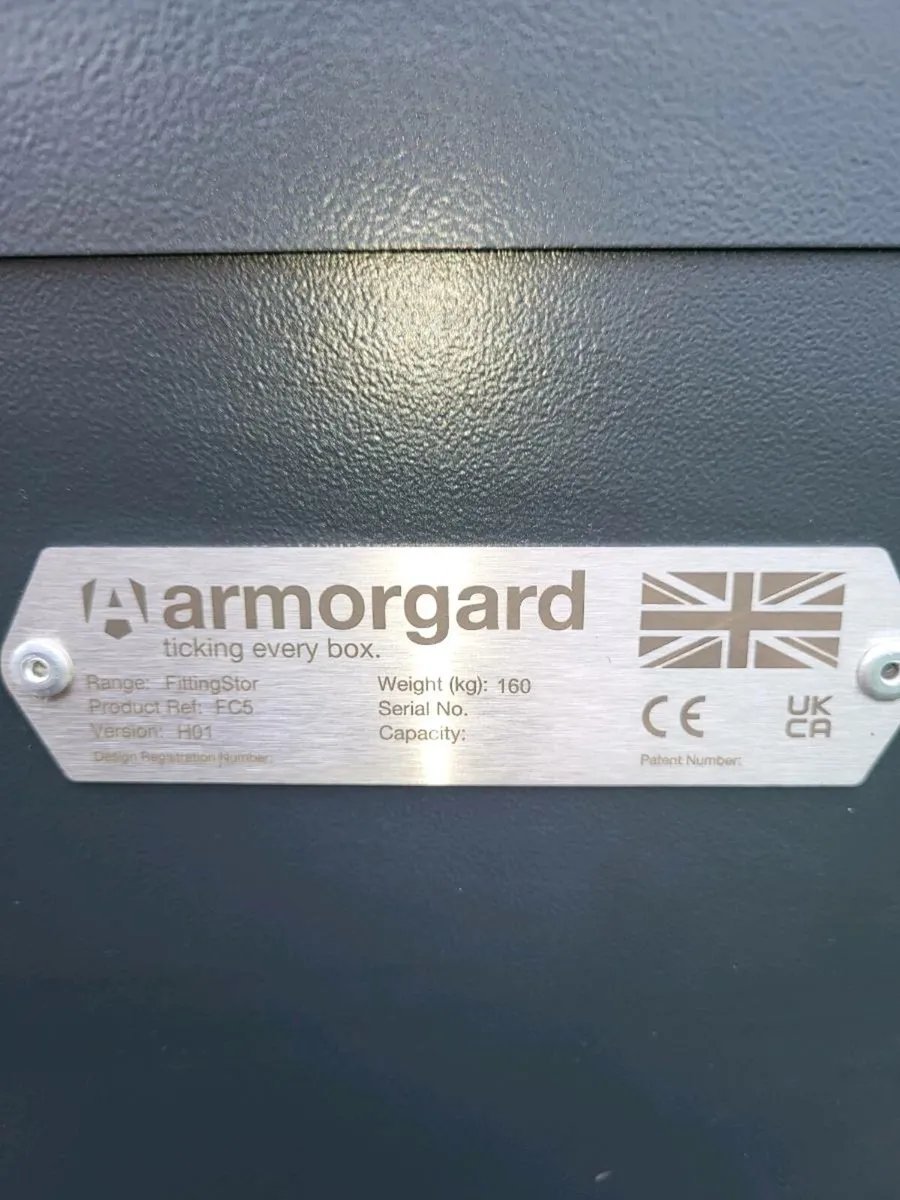 armorgard
ticking every box.
Range: FittingStor
Product Ref: FC5
Version: H01
Design Registration Number:
Weight (kg): 160
Serial No.
Capacity:
CE
UK
CA
Patent Number: